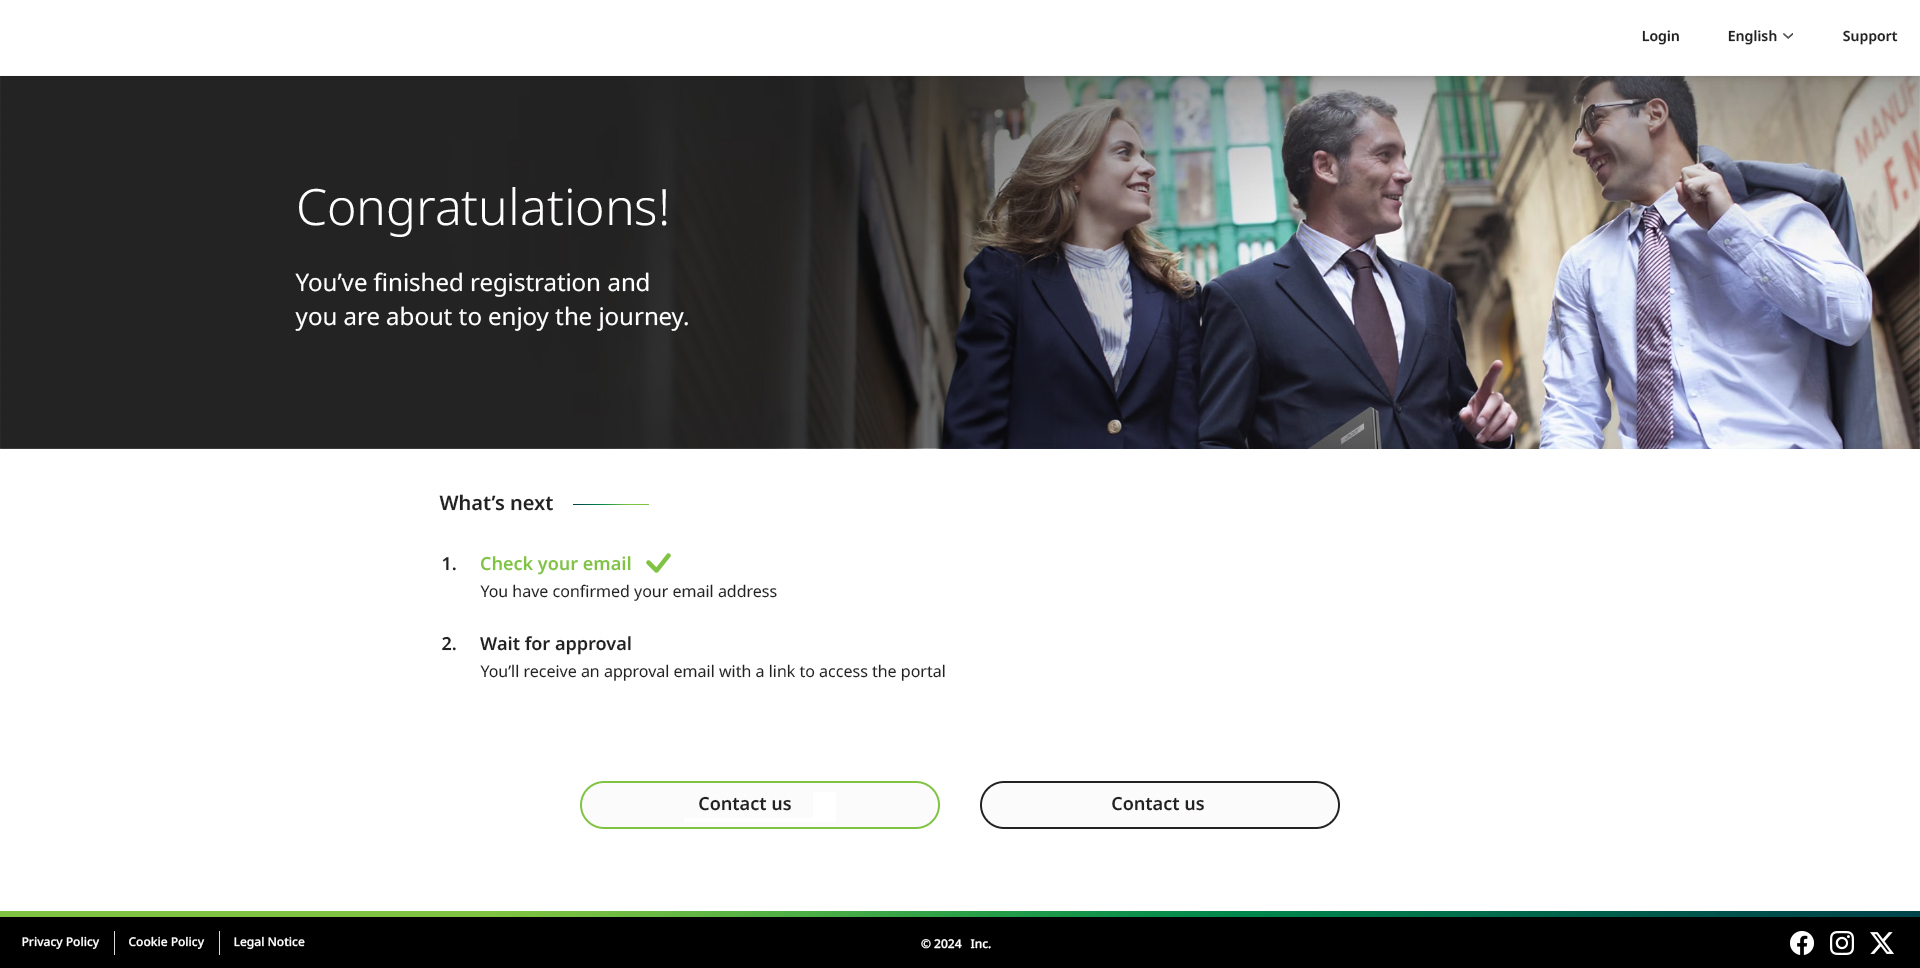 Login English Support
Congratulations!
You've finished registration and
you are about to enjoy the journey.
MANUF
F.N
What's next
1. Check your email
You have confirmed your email address
2. Wait for approval
You'll receive an approval email with a link to access the portal
Contact us
Contact us
Privacy Policy Cookie Policy Legal Notice
© 2024 Inc.